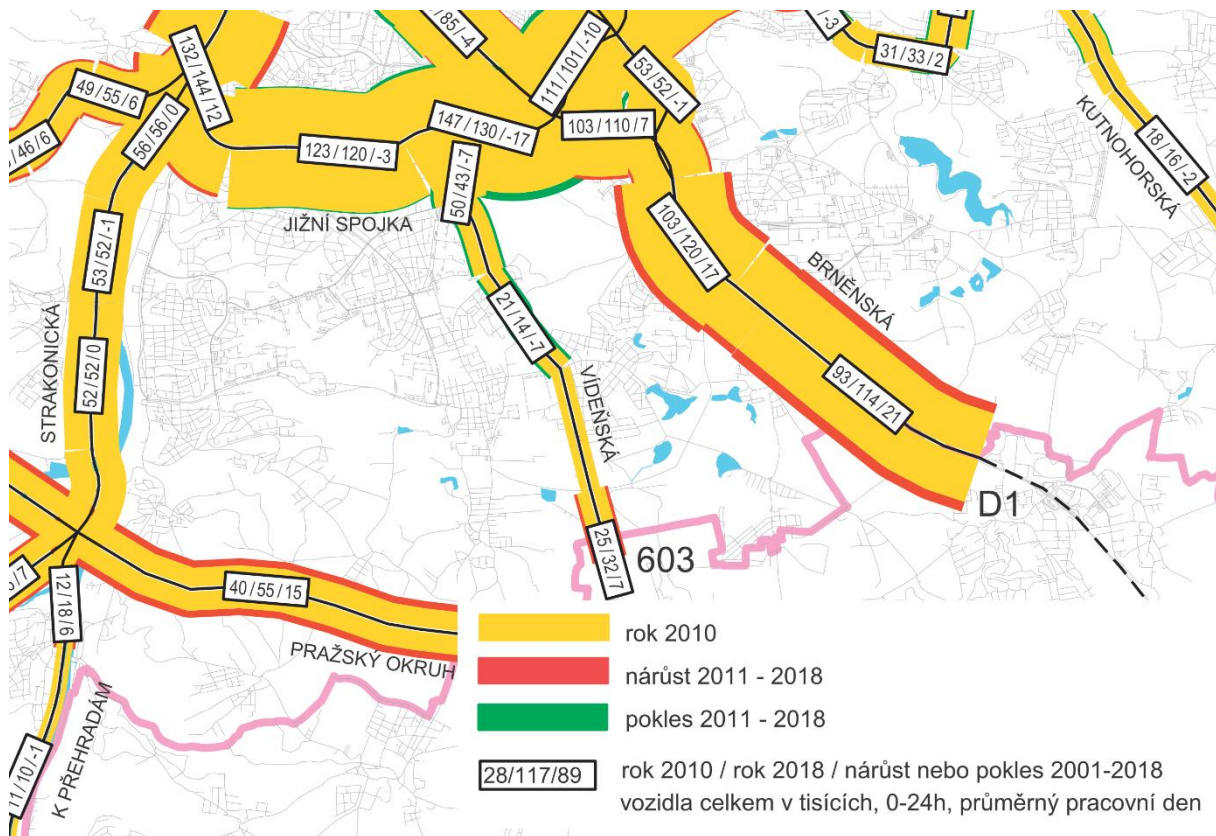 /85/-4
/-3
132/144/12
31/33/2
49/55/6
111/101/-10
53/52/-1
/46/6
56/56/0
147/130/-17
103/110/7
123/120/-3
18/16/-2
KUTNOHORSKÁ
50/43/-7
JIŽNÍ SPOJKA
53/52/-1
103/120/17
BRNĚNSKÁ
STRAKONICKÁ
21/14/-7
52/52/0
VÍDEŇSKÁ
93/114/21
D1
25/32/7
603
/7
12/18/6
40/55/15
PRAŽSKÝ OKRUH
K PŘEHRADÁM
11/10/-1
rok 2010
nárůst 2011 - 2018
pokles 2011 - 2018
28/117/89
rok 2010 / rok 2018 / nárůst nebo pokles 2001-2018
vozidla celkem v tisících, 0-24h, průměrný pracovní den